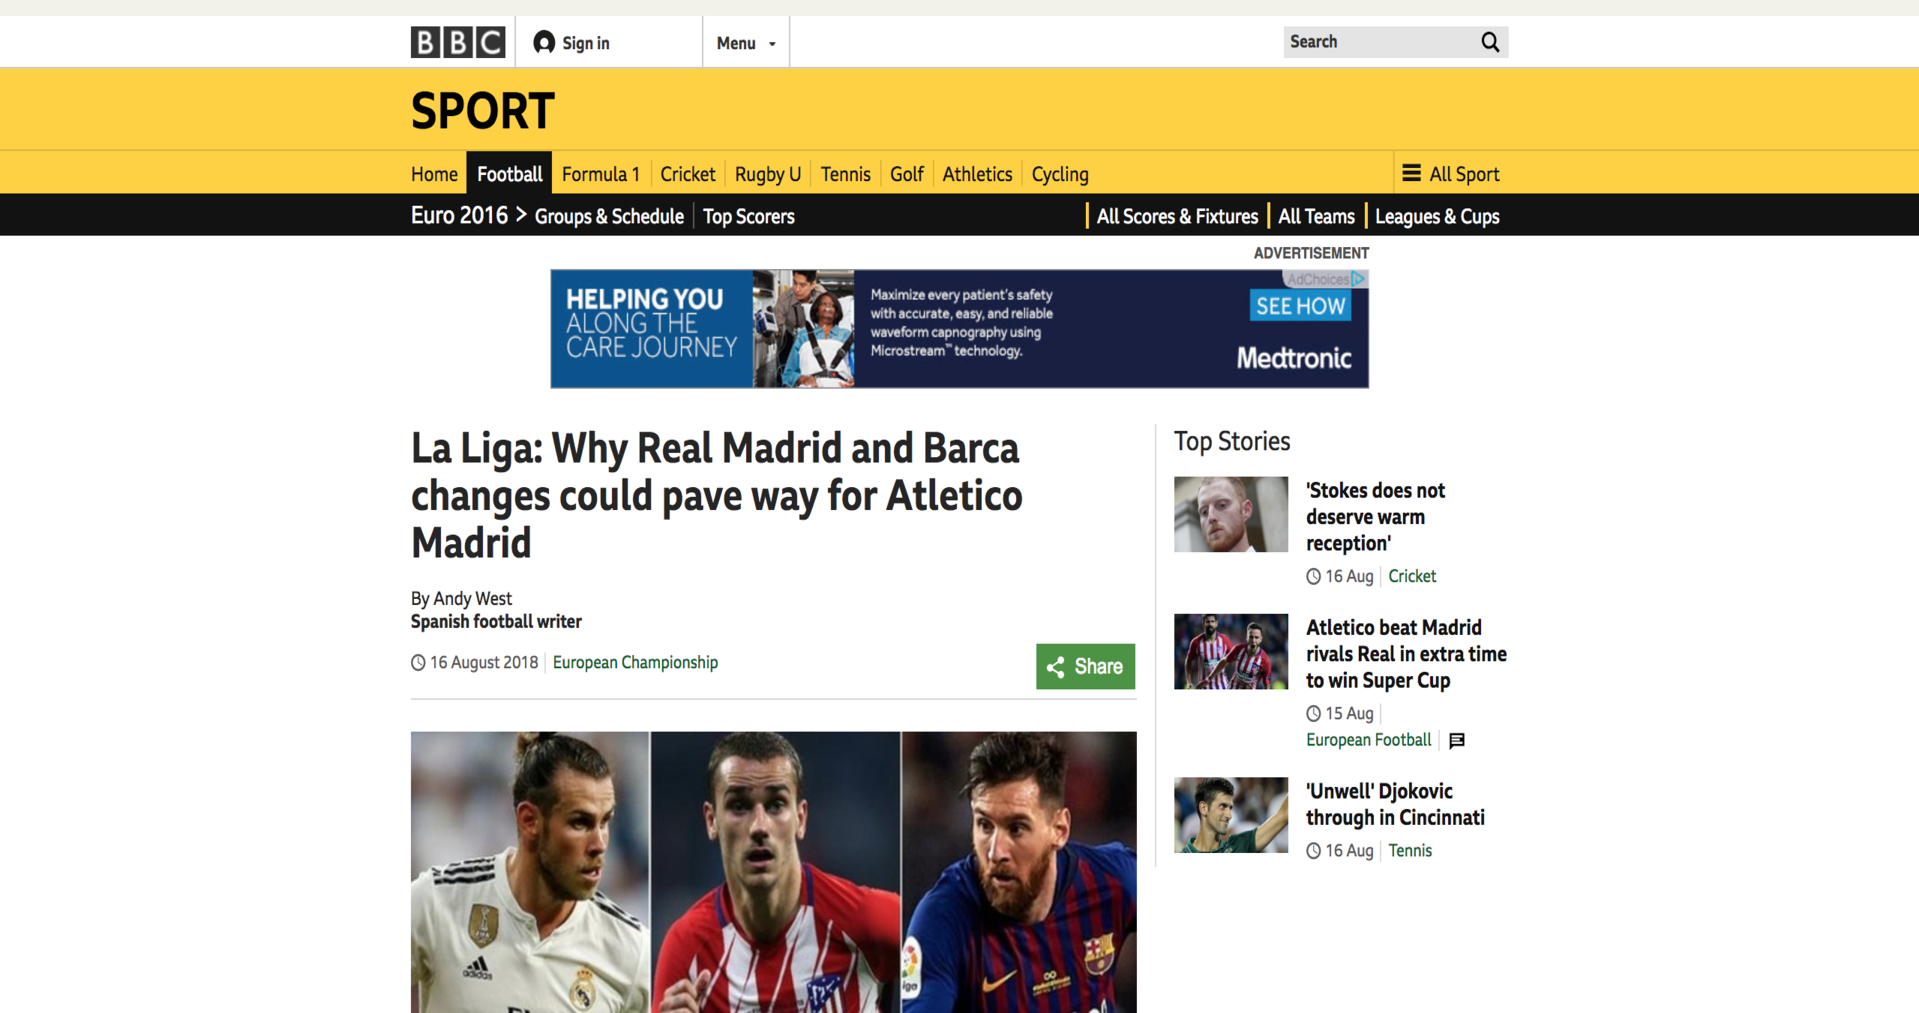 BBC
Sign in
Menu
Search
SPORT
Home
Football
Formula 1
Cricket
Rugby U
Tennis
Golf
Athletics
Cycling
All Sport
Euro 2016
Groups & Schedule
Top Scorers
All Scores & Fixtures
All Teams
Leagues & Cups
ADVERTISEMENT
HELPING YOU
ALONG THE
CARE JOURNEY
Maximize every patient's safety
with accurate, easy, and reliable
waveform capnography using
Microstream™ technology.
AdChoices
SEE HOW
Medtronic
La Liga: Why Real Madrid and Barca
changes could pave way for Atletico
Madrid
By Andy West
Spanish football writer
16 August 2018
European Championship
Share
adidas
Top Stories
'Stokes does not
deserve warm
reception'
16 Aug
Cricket
Atletico beat Madrid
rivals Real in extra time
to win Super Cup
15 Aug
European Football
'Unwell' Djokovic
through in Cincinnati
16 Aug
Tennis